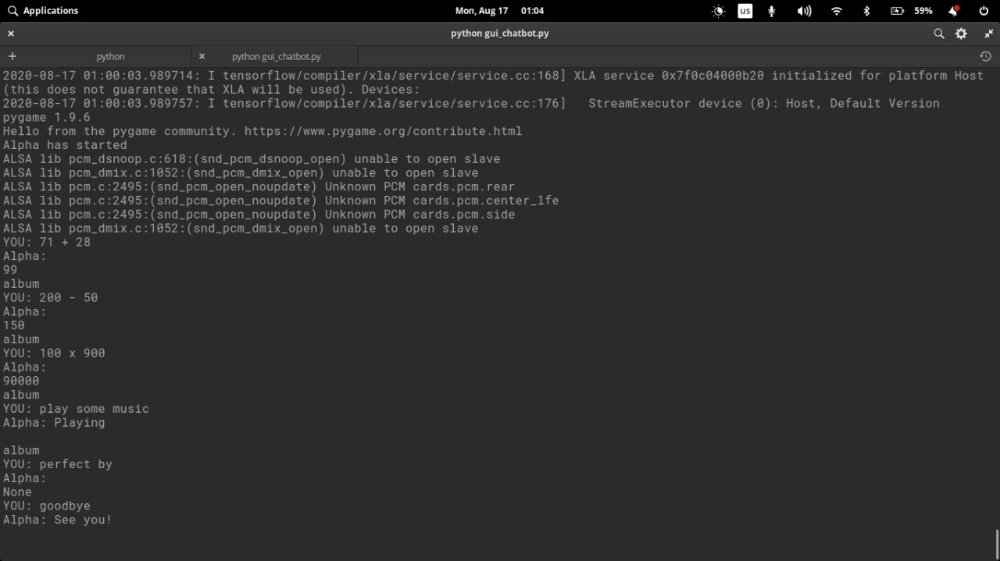 Applications
Mon, Aug 17 01:04
us
59%
python gui_chatbot.py
python
python gui_chatbot.py
2020-08-17 01:00:03.989714: I tensorflow/compiler/xla/service/service.cc:168] XLA service 0x7f0c04000b20 initialized for platform Host
(this does not guarantee that XLA will be used). Devices:
2020-08-17 01:00:03.989757: I tensorflow/compiler/xla/service/service.cc:176]   StreamExecutor device (0): Host, Default Version
pygame 1.9.6
Hello from the pygame community. https://www.pygame.org/contribute.html
Alpha has started
ALSA lib pcm_dsnoop.c:618:(snd_pcm_dsnoop_open) unable to open slave
ALSA lib pcm_dmix.c:1052:(snd_pcm_dmix_open) unable to open slave
ALSA lib pcm.c:2495:(snd_pcm_open_noupdate) Unknown PCM cards.pcm.rear
ALSA lib pcm.c:2495:(snd_pcm_open_noupdate) Unknown PCM cards.pcm.center_lfe
ALSA lib pcm.c:2495:(snd_pcm_open_noupdate) Unknown PCM cards.pcm.side
ALSA lib pcm_dmix.c:1052:(snd_pcm_dmix_open) unable to open slave
YOU: 71 + 28
Alpha:
99
album
YOU: 200 - 50
Alpha:
150
album
YOU: 100 x 900
Alpha:
90000
album
YOU: play some music
Alpha: Playing
album
YOU: perfect by
Alpha:
None
YOU: goodbye
Alpha: See you!